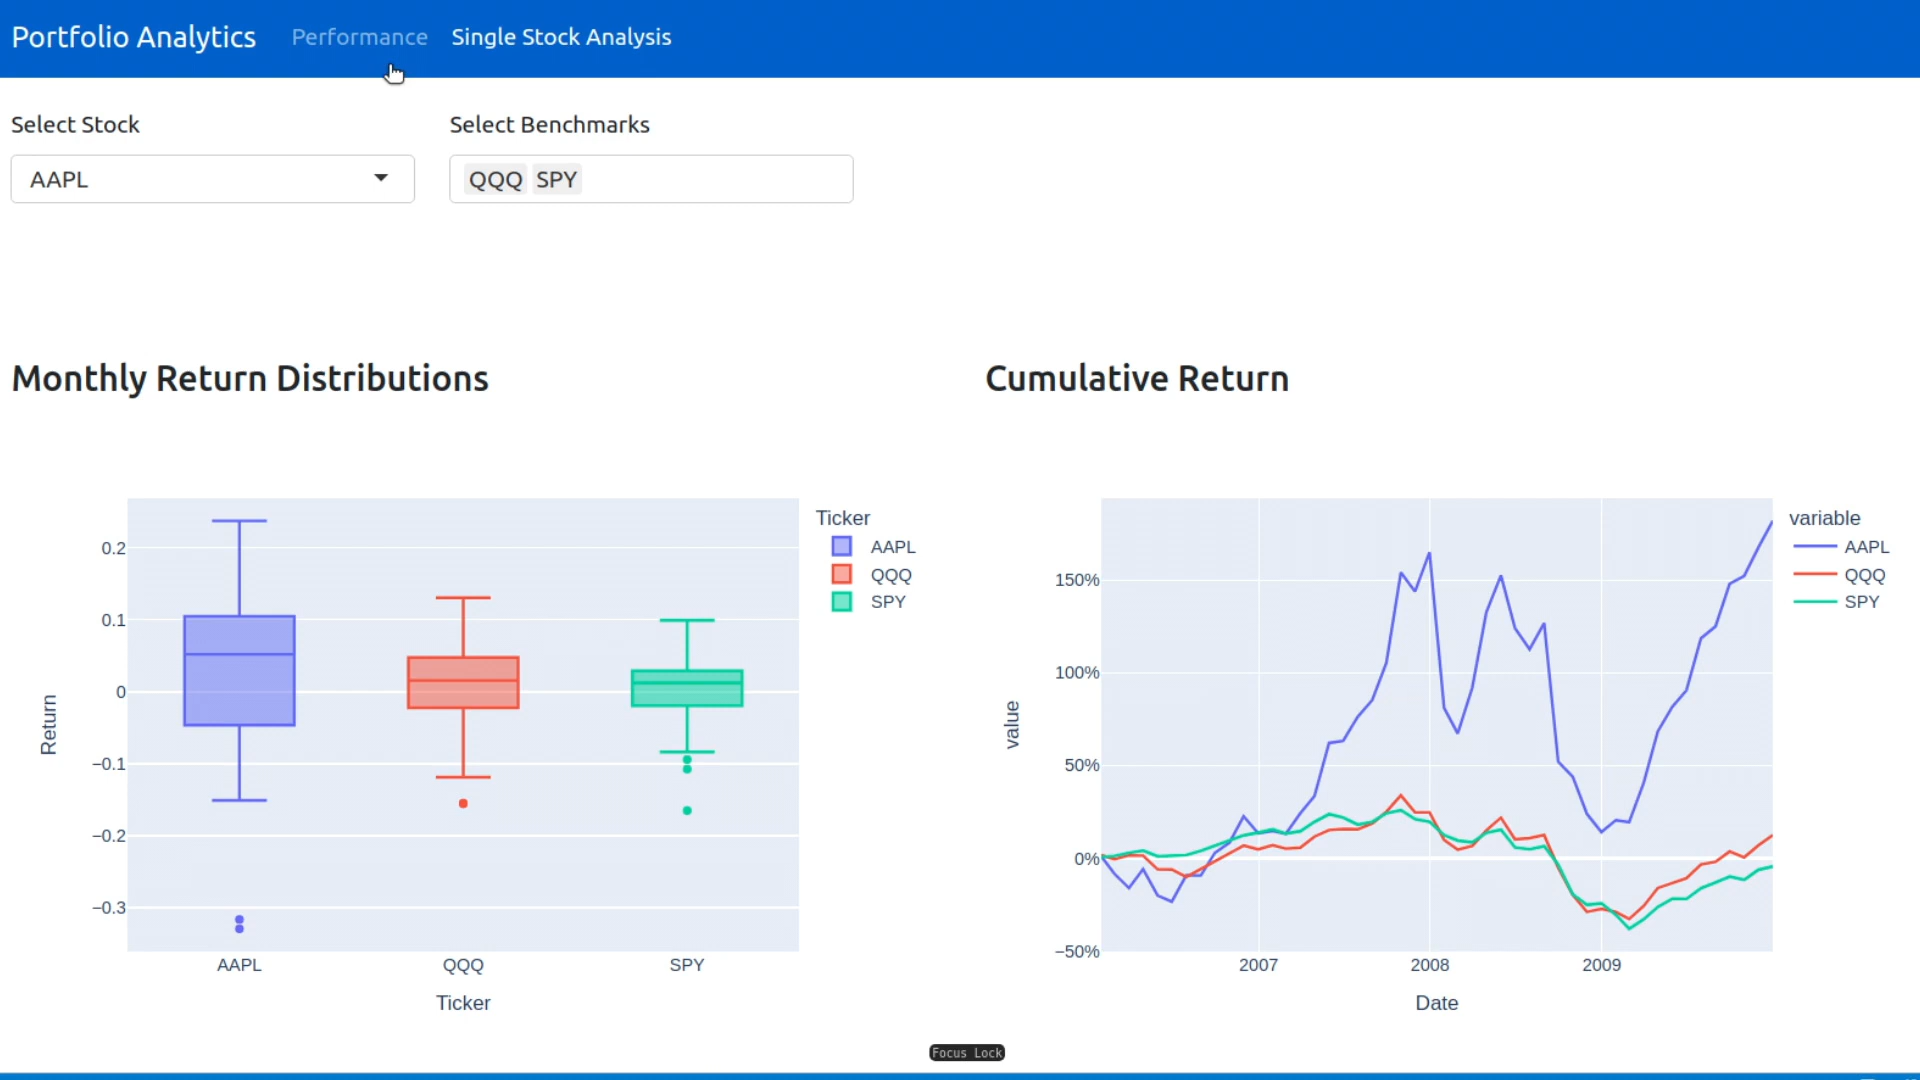 Portfolio Analytics Performance Single Stock Analysis
Select Stock Select Benchmarks
AAPL QQQ SPY
Monthly Return Distributions
Ticker
AAPL
QQQ
SPY
0.2
0.1
0
−0.1
−0.2
−0.3
Return
AAPL QQQ SPY
Ticker
Cumulative Return
variable
AAPL
QQQ
SPY
150%
100%
50%
0%
−50%
value
2007 2008 2009
Date
Focus Lock